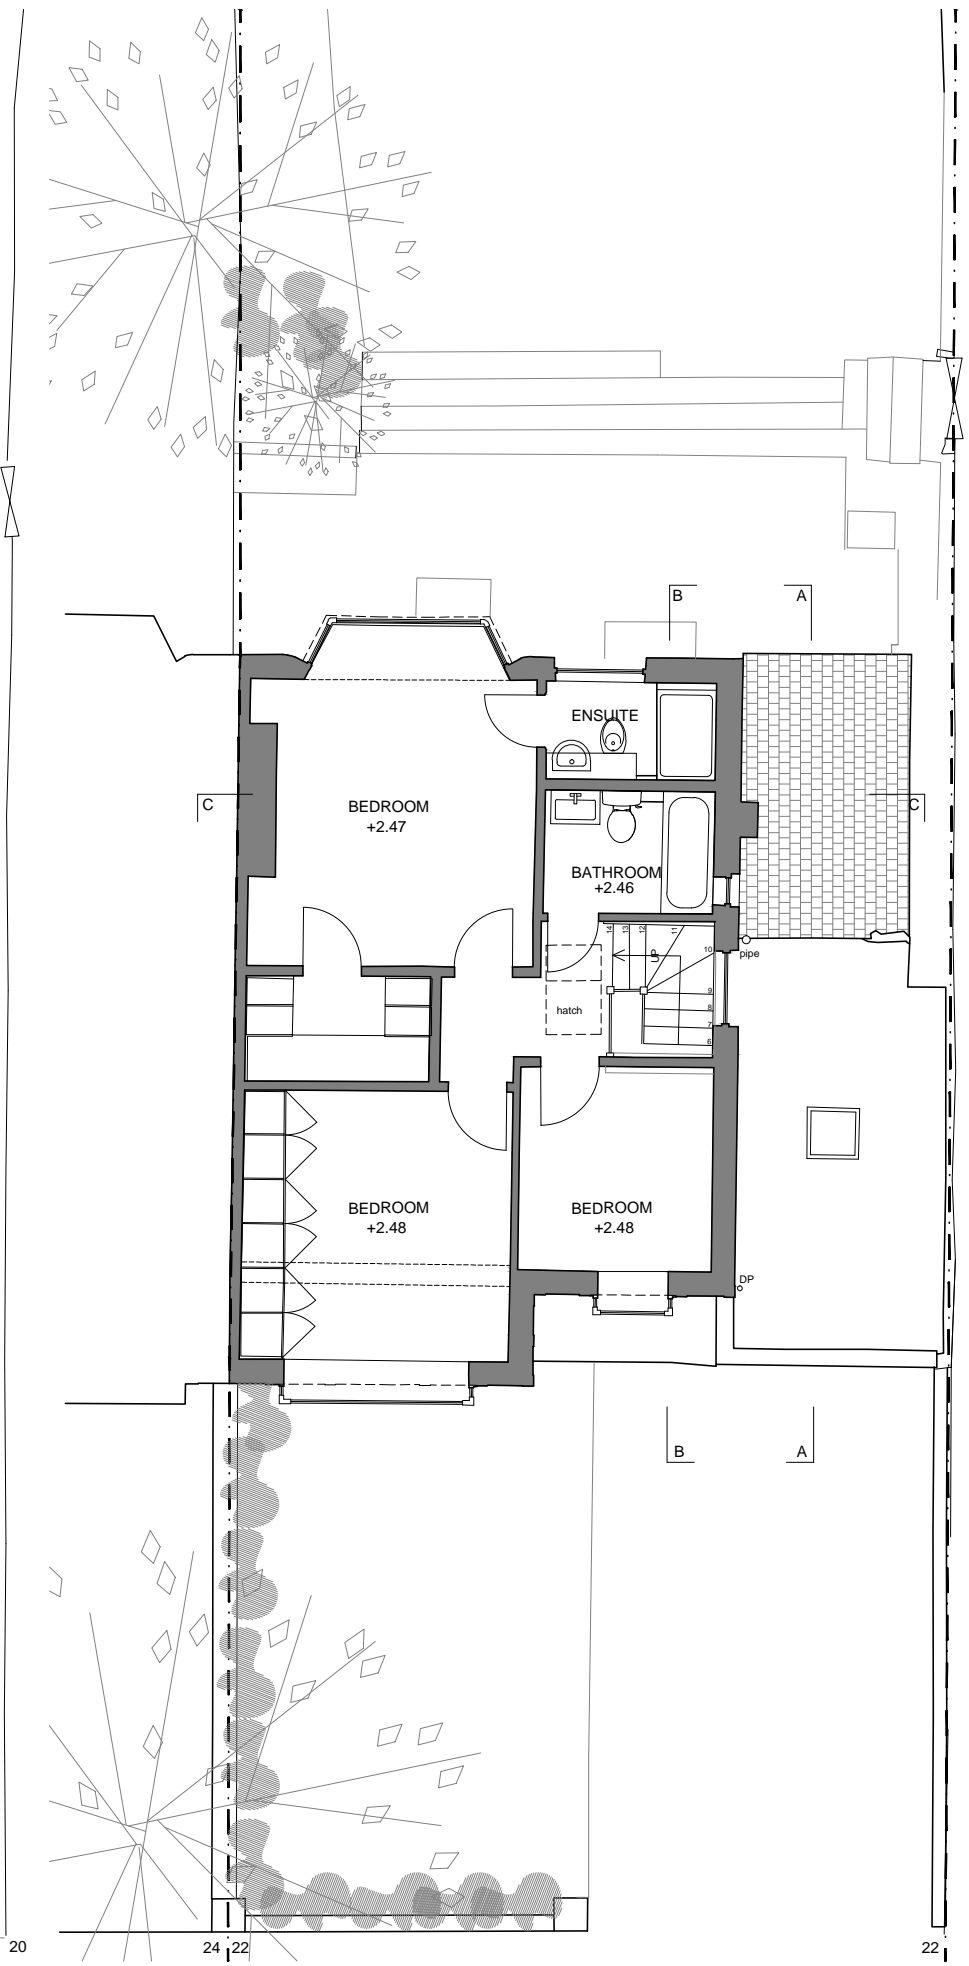 B
A
ENSUITE
C
C
BEDROOM
+2.47
BATHROOM
+2.46
14
13
12
11
10
UP
pipe
hatch
9
8
7
6
BEDROOM
+2.48
BEDROOM
+2.48
DP
B
A
20
24
22
22